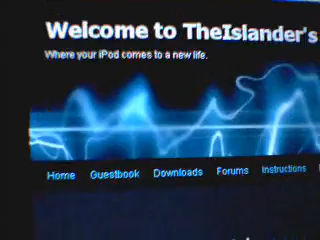 Welcome to TheIslander's
Where your iPod comes to a new life.
Home Guestbook Downloads Forums Instructions